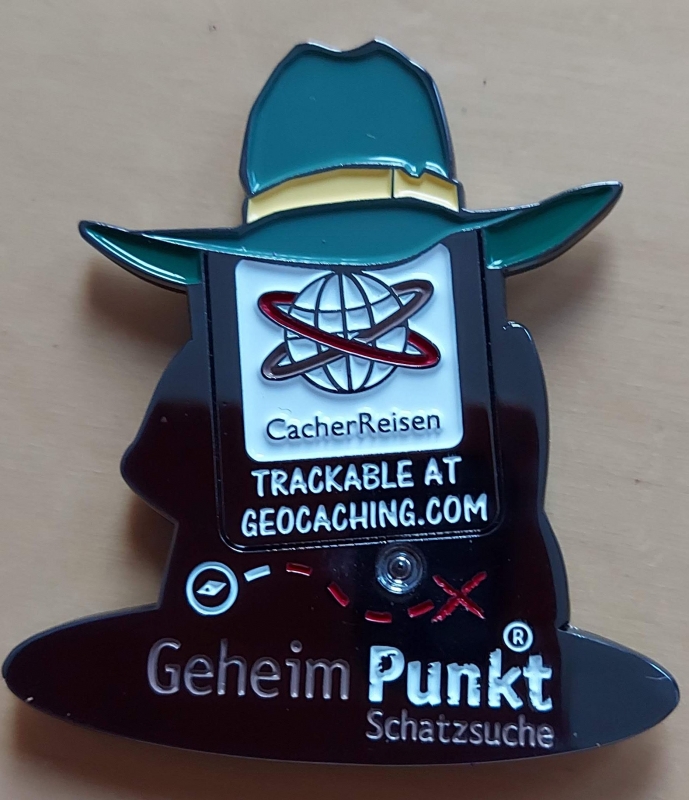 CacherReisen
TRACKABLE AT
GEOCACHING.COM
®
Geheim Punkt
Schatzsuche